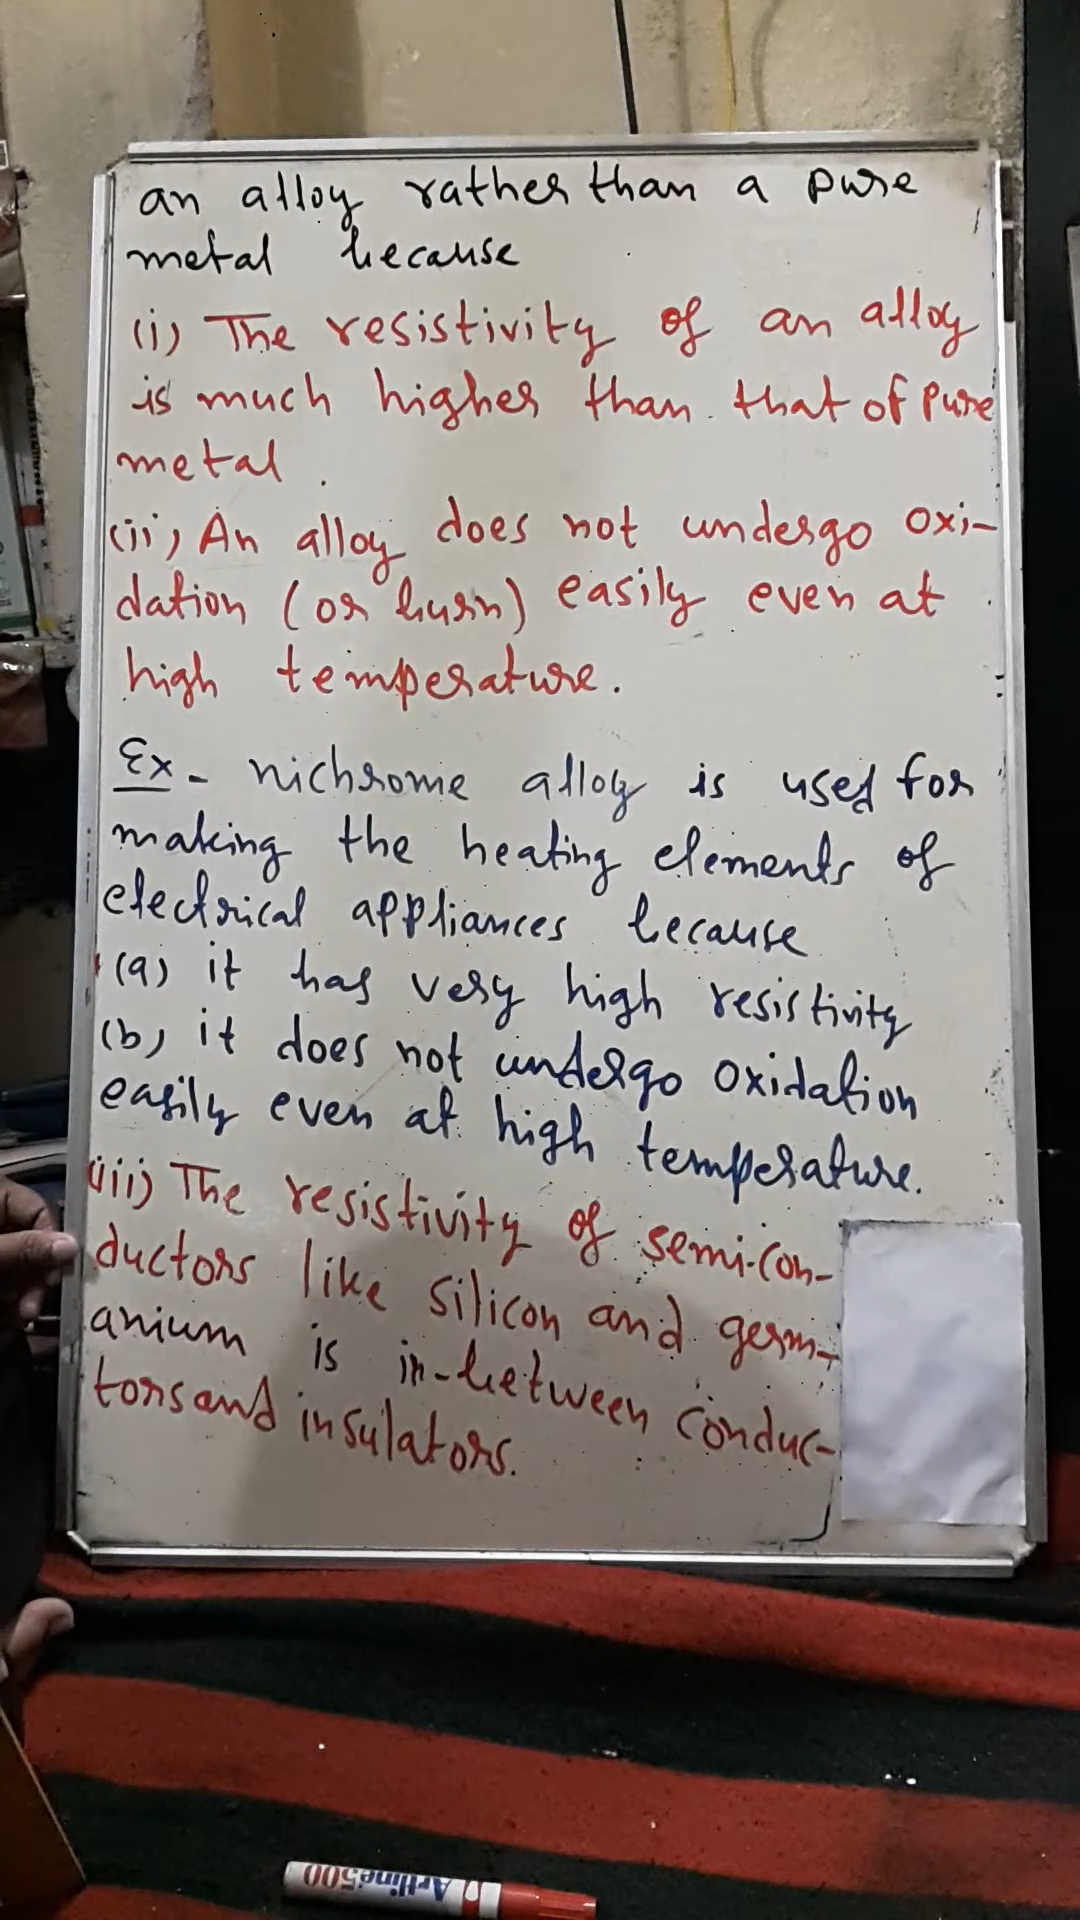 an alloy rather than a pure
metal because
(i) The resistivity of an alloy
is much higher than that of pure
metal.
(ii) An alloy does not undergo oxi-
dation (or burn) easily even at
high temperature.
Ex- nichrome alloy is used for
making the heating elements of
electrical appliances because
(a) it has very high resistivity
(b) it does not undergo oxidation
easily even at high temperature.
(iii) The resistivity of semi-con-
ductors like silicon and germ-
anium is in-between conduc-
tors and insulators.
Artline 500